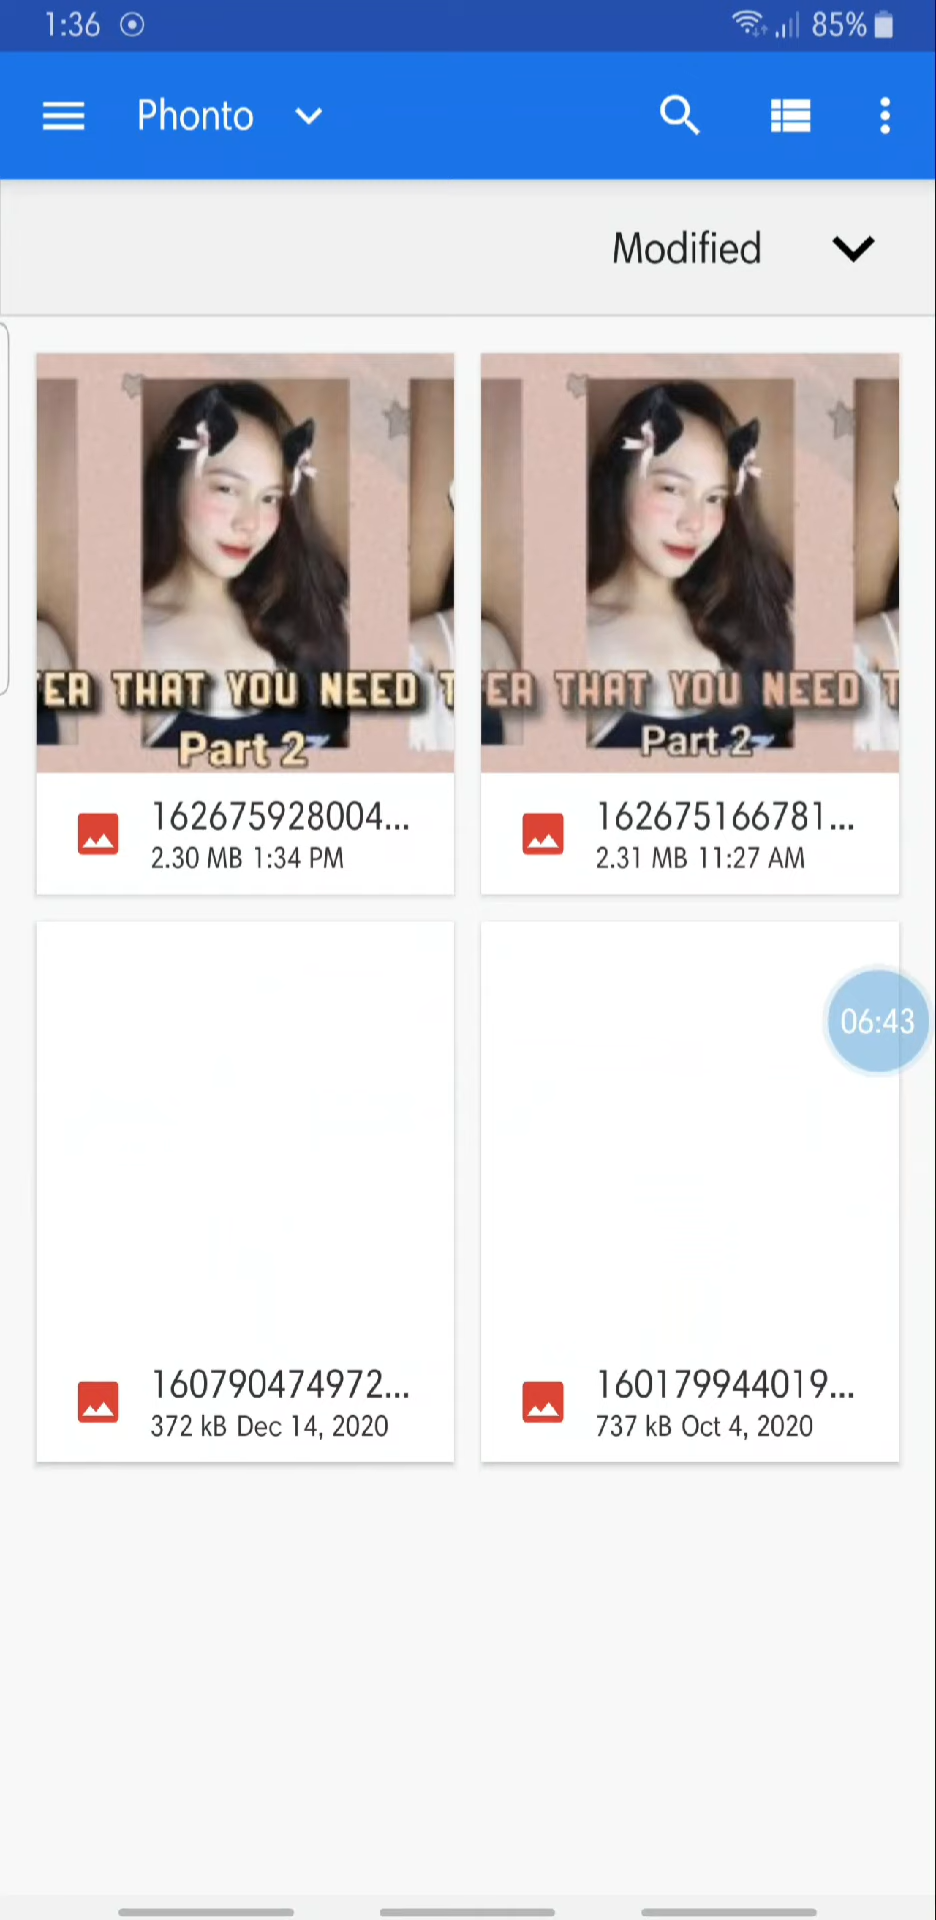 1:36
85%
Phonto
Modified
ER THAT YOU NEED T
Part 2
ER THAT YOU NEED T
Part 2
162675928004...
2.30 MB 1:34 PM
162675166781...
2.31 MB 11:27 AM
06:43
160790474972...
372 kB Dec 14, 2020
160179944019...
737 kB Oct 4, 2020